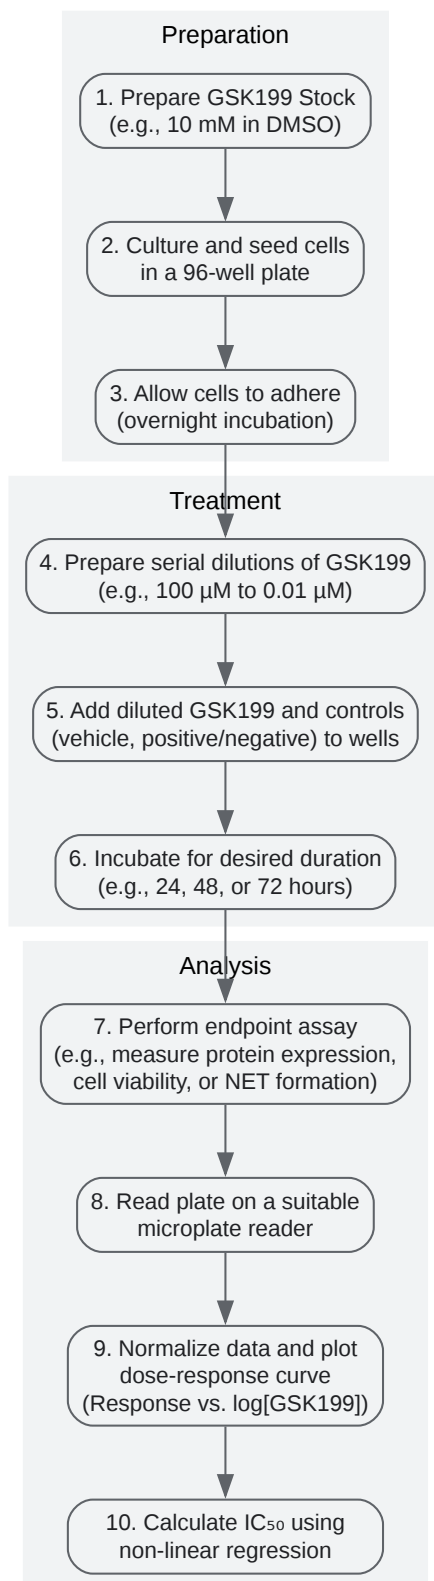 Preparation
1. Prepare GSK199 Stock
(e.g., 10 mM in DMSO)
2. Culture and seed cells
in a 96-well plate
3. Allow cells to adhere
(overnight incubation)
Treatment
4. Prepare serial dilutions of GSK199
(e.g., 100 µM to 0.01 µM)
5. Add diluted GSK199 and controls
(vehicle, positive/negative) to wells
6. Incubate for desired duration
(e.g., 24, 48, or 72 hours)
Analysis
7. Perform endpoint assay
(e.g., measure protein expression,
cell viability, or NET formation)
8. Read plate on a suitable
microplate reader
9. Normalize data and plot
dose-response curve
(Response vs. log[GSK199])
10. Calculate IC₅₀ using
non-linear regression